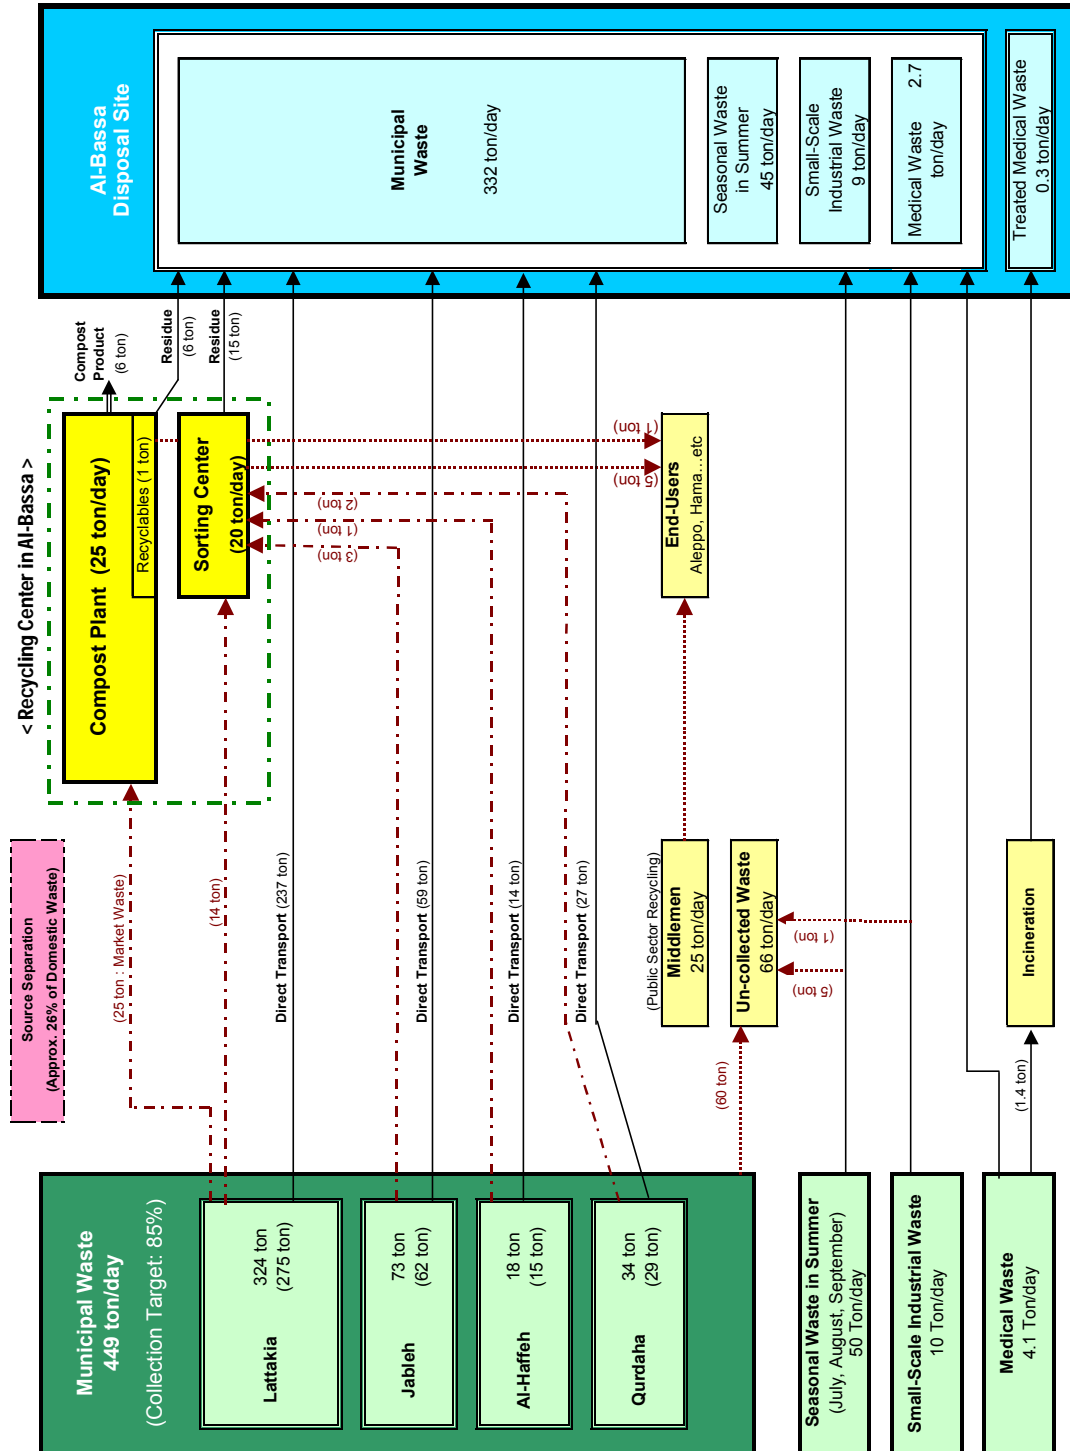 Source Separation
(Approx. 26% of Domestic Waste)
< Recycling Center in Al-Bassa >
Municipal Waste
449 ton/day
(Collection Target: 85%)
Lattakia
324 ton
(275 ton)
Jableh
73 ton
(62 ton)
Al-Haffeh
18 ton
(15 ton)
Qurdaha
34 ton
(29 ton)
Seasonal Waste in Summer
(July, August, September)
50 Ton/day
Small-Scale Industrial Waste
10 Ton/day
Medical Waste
4.1 Ton/day
(25 ton : Market Waste)
(14 ton)
Direct Transport (237 ton)
Direct Transport (59 ton)
Direct Transport (14 ton)
Direct Transport (27 ton)
(60 ton)
(Public Sector Recycling)
Middlemen
25 ton/day
Un-collected Waste
66 ton/day
(5 ton)
(1 ton)
(1.4 ton)
Incineration
Compost Plant (25 ton/day)
Recyclables (1 ton)
Sorting Center
(20 ton/day)
(3 ton)
(1 ton)
(2 ton)
(5 ton)
(1 ton)
End-Users
Aleppo, Hama...etc
Compost
Product
(6 ton)
Residue
(6 ton)
Residue
(15 ton)
Al-Bassa
Disposal Site
Municipal
Waste
332 ton/day
Seasonal Waste
in Summer
45 ton/day
Small-Scale
Industrial Waste
9 ton/day
Medical Waste 2.7
ton/day
Treated Medical Waste
0.3 ton/day